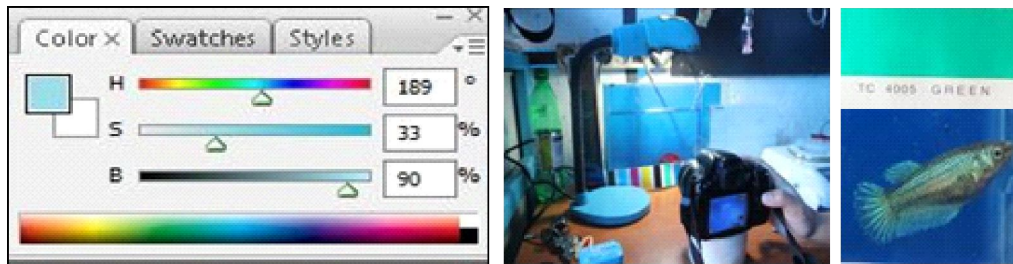 Color × Swatches Styles
H 189 °
S 33 %
B 90 %
TC 4005 GREEN